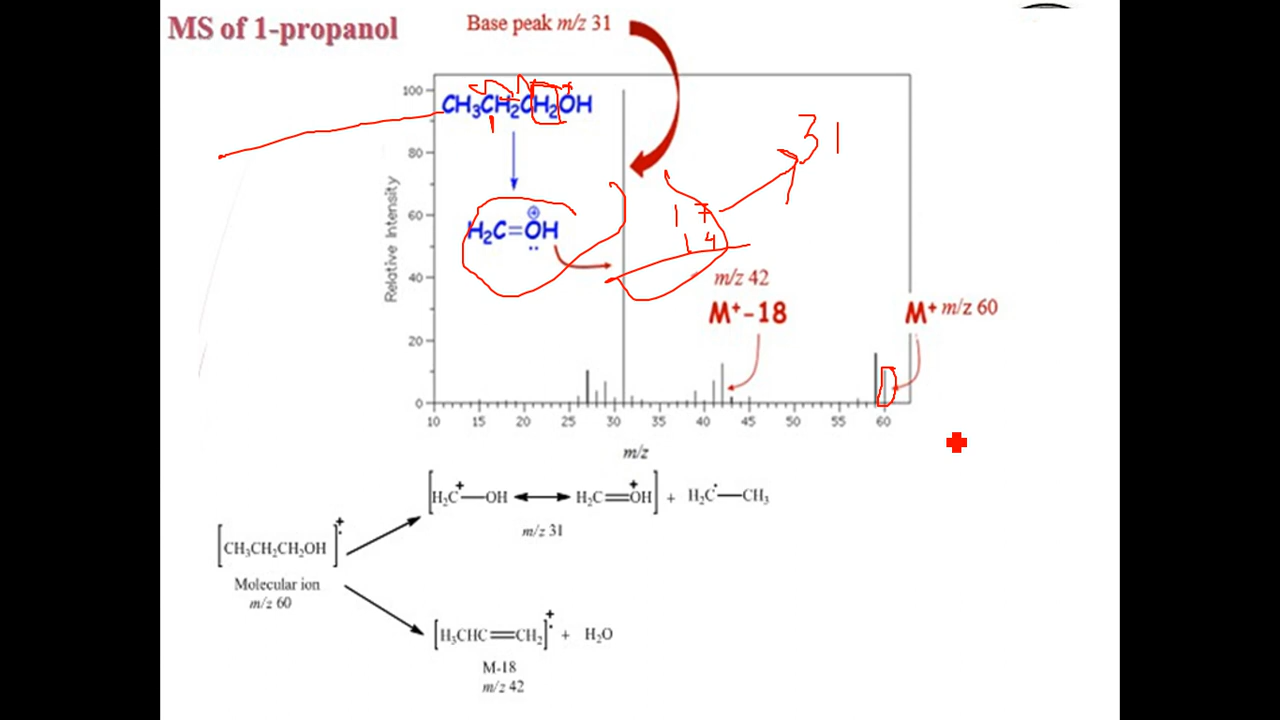 MS of 1-propanol
Base peak m/z 31
CH₃CH₂CH₂OH
H₂C=ÖH
⊕
31
17
14
m/z 42
M⁺-18
M⁺ m/z 60
Relative Intensity
100
80
60
40
20
0
10 15 20 25 30 35 40 45 50 55 60
m/z
[H₂C⁺—OH ⟷ H₂C=OH⁺] + H₂C·—CH₃
m/z 31
[CH₃CH₂CH₂OH]⁺·
Molecular ion
m/z 60
[H₃CHC=CH₂]⁺· + H₂O
M-18
m/z 42